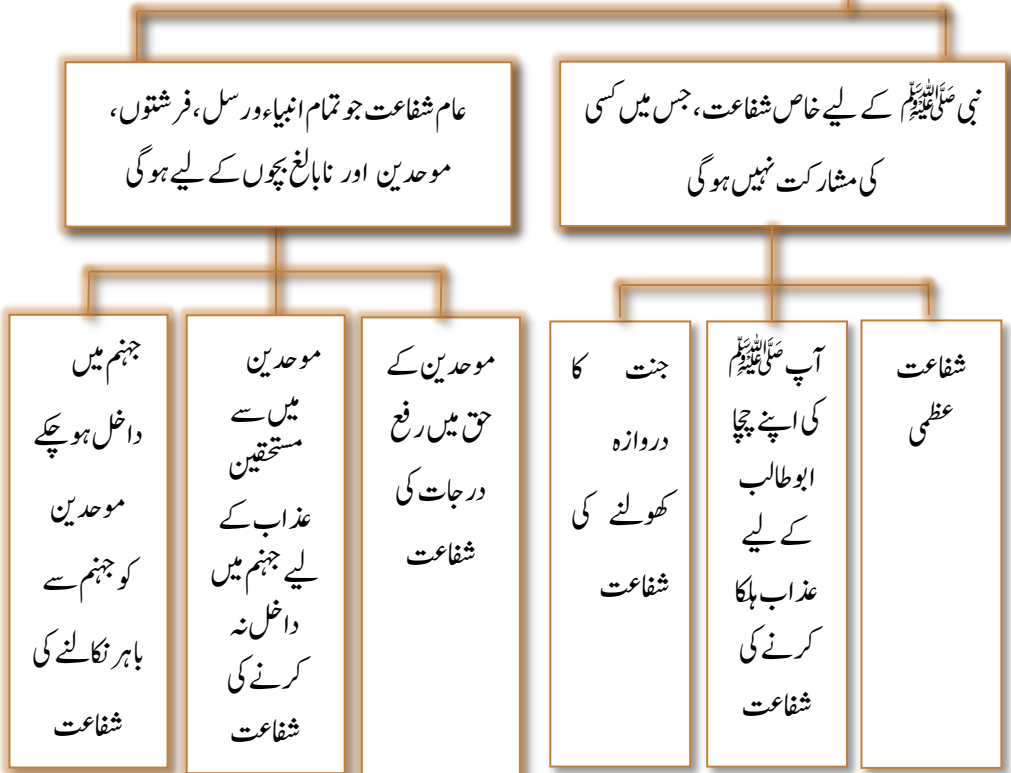 نبی ﷺ کے لیے خاص شفاعت، جس میں کسی
کی مشارکت نہیں ہوگی
عام شفاعت جو تمام انبیاء ورسل، فرشتوں،
موحدین اور نابالغ بچوں کے لیے ہوگی
شفاعت
عظمی
آپ ﷺ
کی اپنے چچا
ابوطالب
کے لیے
عذاب ہلکا
کرنے کی
شفاعت
جنت کا
دروازہ
کھولنے کی
شفاعت
موحدین کے
حق میں رفع
درجات کی
شفاعت
موحدین
میں سے
مستحقین
عذاب کے
لیے جہنم میں
داخل نہ
کرنے کی
شفاعت
جہنم میں
داخل ہو چکے
موحدین
کو جہنم سے
باہر نکالنے کی
شفاعت